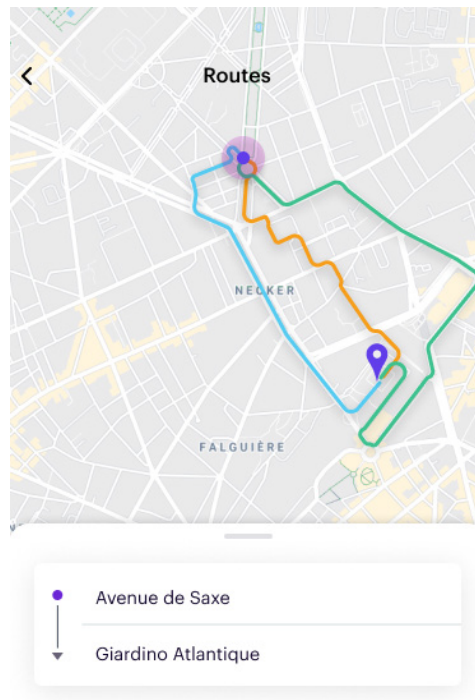 Routes
NECKER
FALGUIÈRE
Avenue de Saxe
Giardino Atlantique